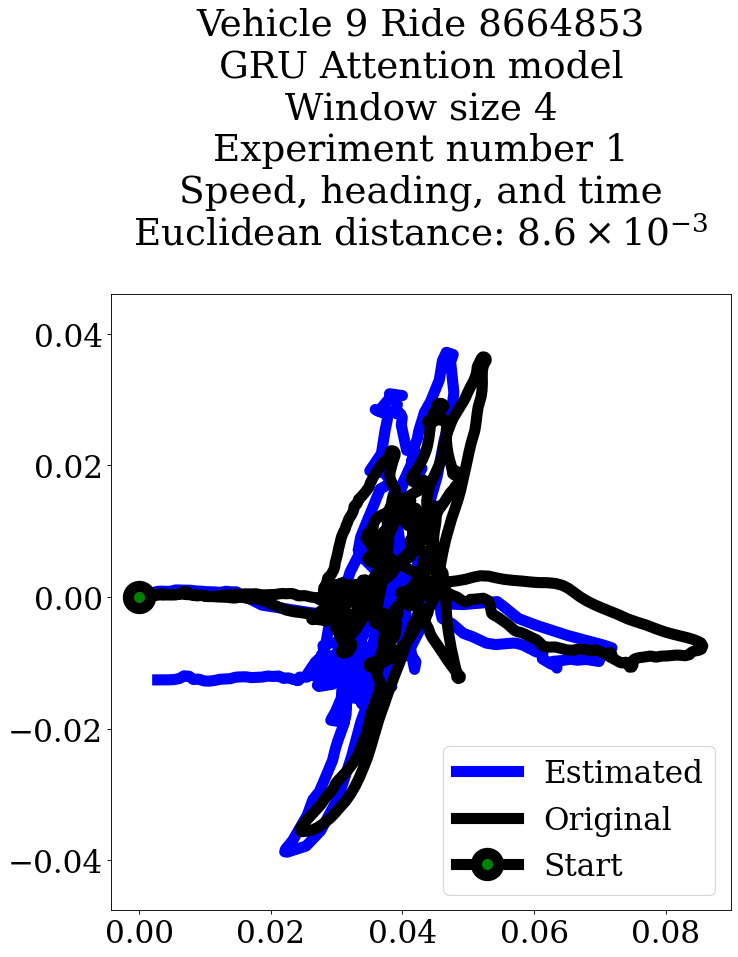 Vehicle 9 Ride 8664853
GRU Attention model
Window size 4
Experiment number 1
Speed, heading, and time
Euclidean distance: 8.6 × 10⁻³
0.04
0.02
0.00
−0.02
−0.04
Estimated
Original
Start
0.00 0.02 0.04 0.06 0.08